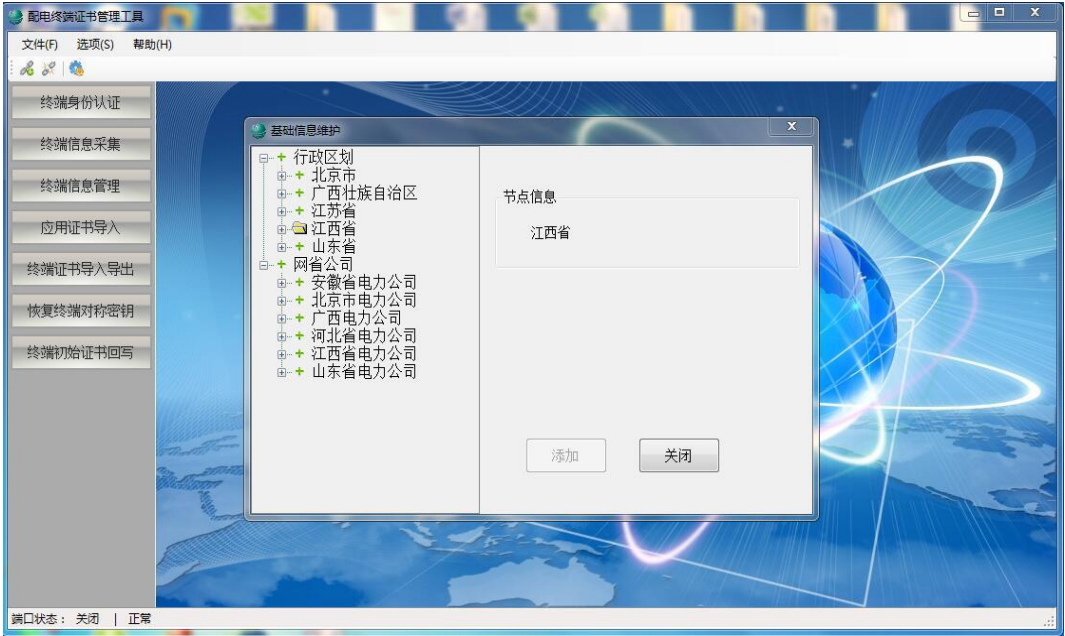 配电终端证书管理工具
文件(F) 选项(S) 帮助(H)
终端身份认证
终端信息采集
终端信息管理
应用证书导入
终端证书导入导出
恢复终端对称密钥
终端初始证书回写
基础信息维护
行政区划
北京市
广西壮族自治区
江苏省
江西省
山东省
网省公司
安徽省电力公司
北京市电力公司
广西电力公司
河北省电力公司
江西省电力公司
山东省电力公司
节点信息
江西省
添加 关闭
端口状态： 关闭 | 正常